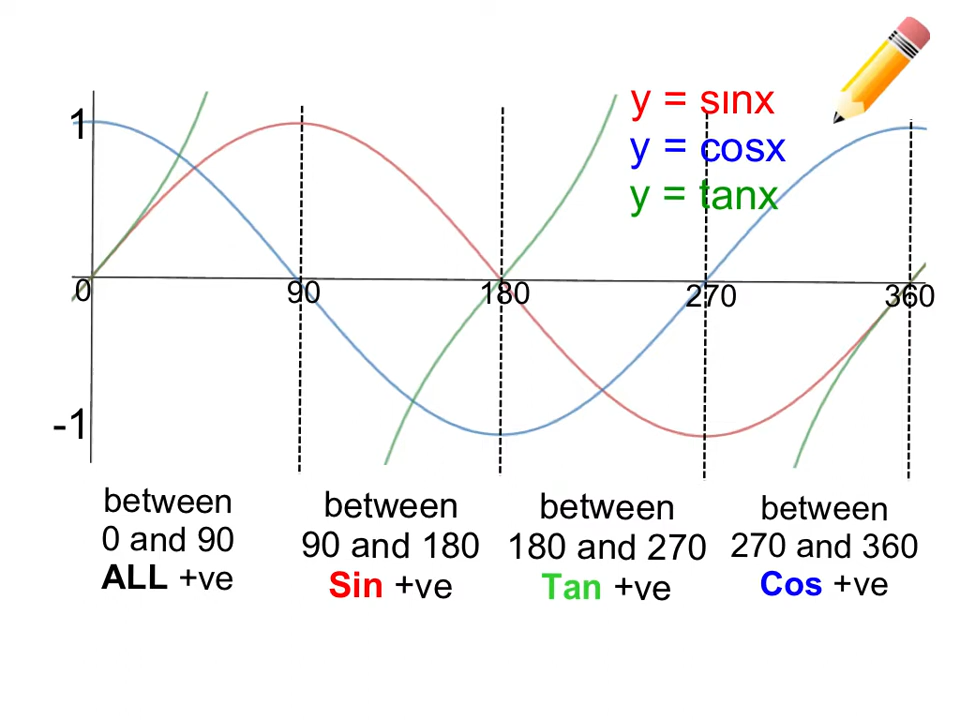 1
y = sinx
y = cosx
y = tanx
0
90
180
270
360
-1
between
0 and 90
ALL +ve
between
90 and 180
Sin +ve
between
180 and 270
Tan +ve
between
270 and 360
Cos +ve